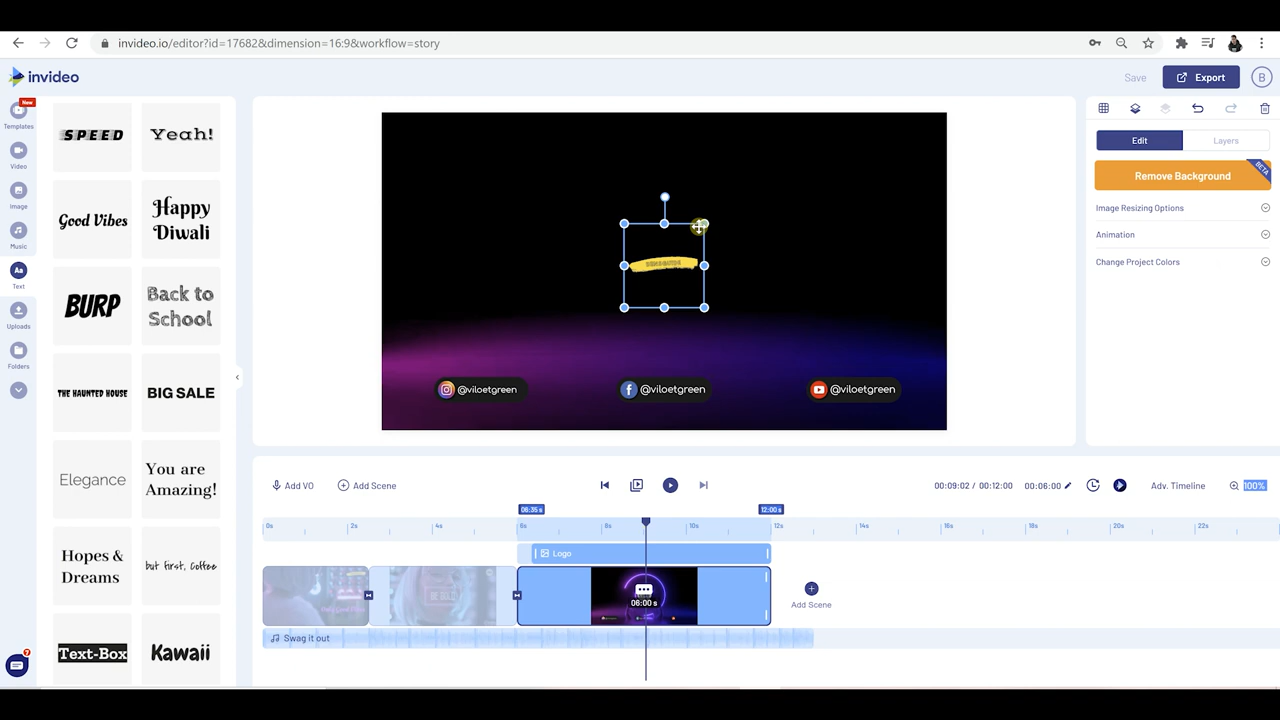 invideo.io/editor?id=17682&dimension=16:9&workflow=story
invideo
Save
Export
B
New
Templates
Video
Image
Music
Aa
Text
Uploads
Folders
7
SPEED
Yeah!
Good Vibes
Happy
Diwali
BURP
Back to
School
THE HAUNTED HOUSE
BIG SALE
Elegance
You are
Amazing!
Hopes &
Dreams
but first, coffee
Text-Box
Kawaii
@viloetgreen
@viloetgreen
@viloetgreen
Edit
Layers
Remove Background
BETA
Image Resizing Options
Animation
Change Project Colors
Add VO
Add Scene
00:09:02 / 00:12:00
00:06:00
Adv. Timeline
100%
06:35 s
12:00 s
0s
2s
4s
6s
8s
10s
12s
14s
16s
18s
20s
22s
Logo
BE BOLD
06:00 s
Add Scene
Swag it out